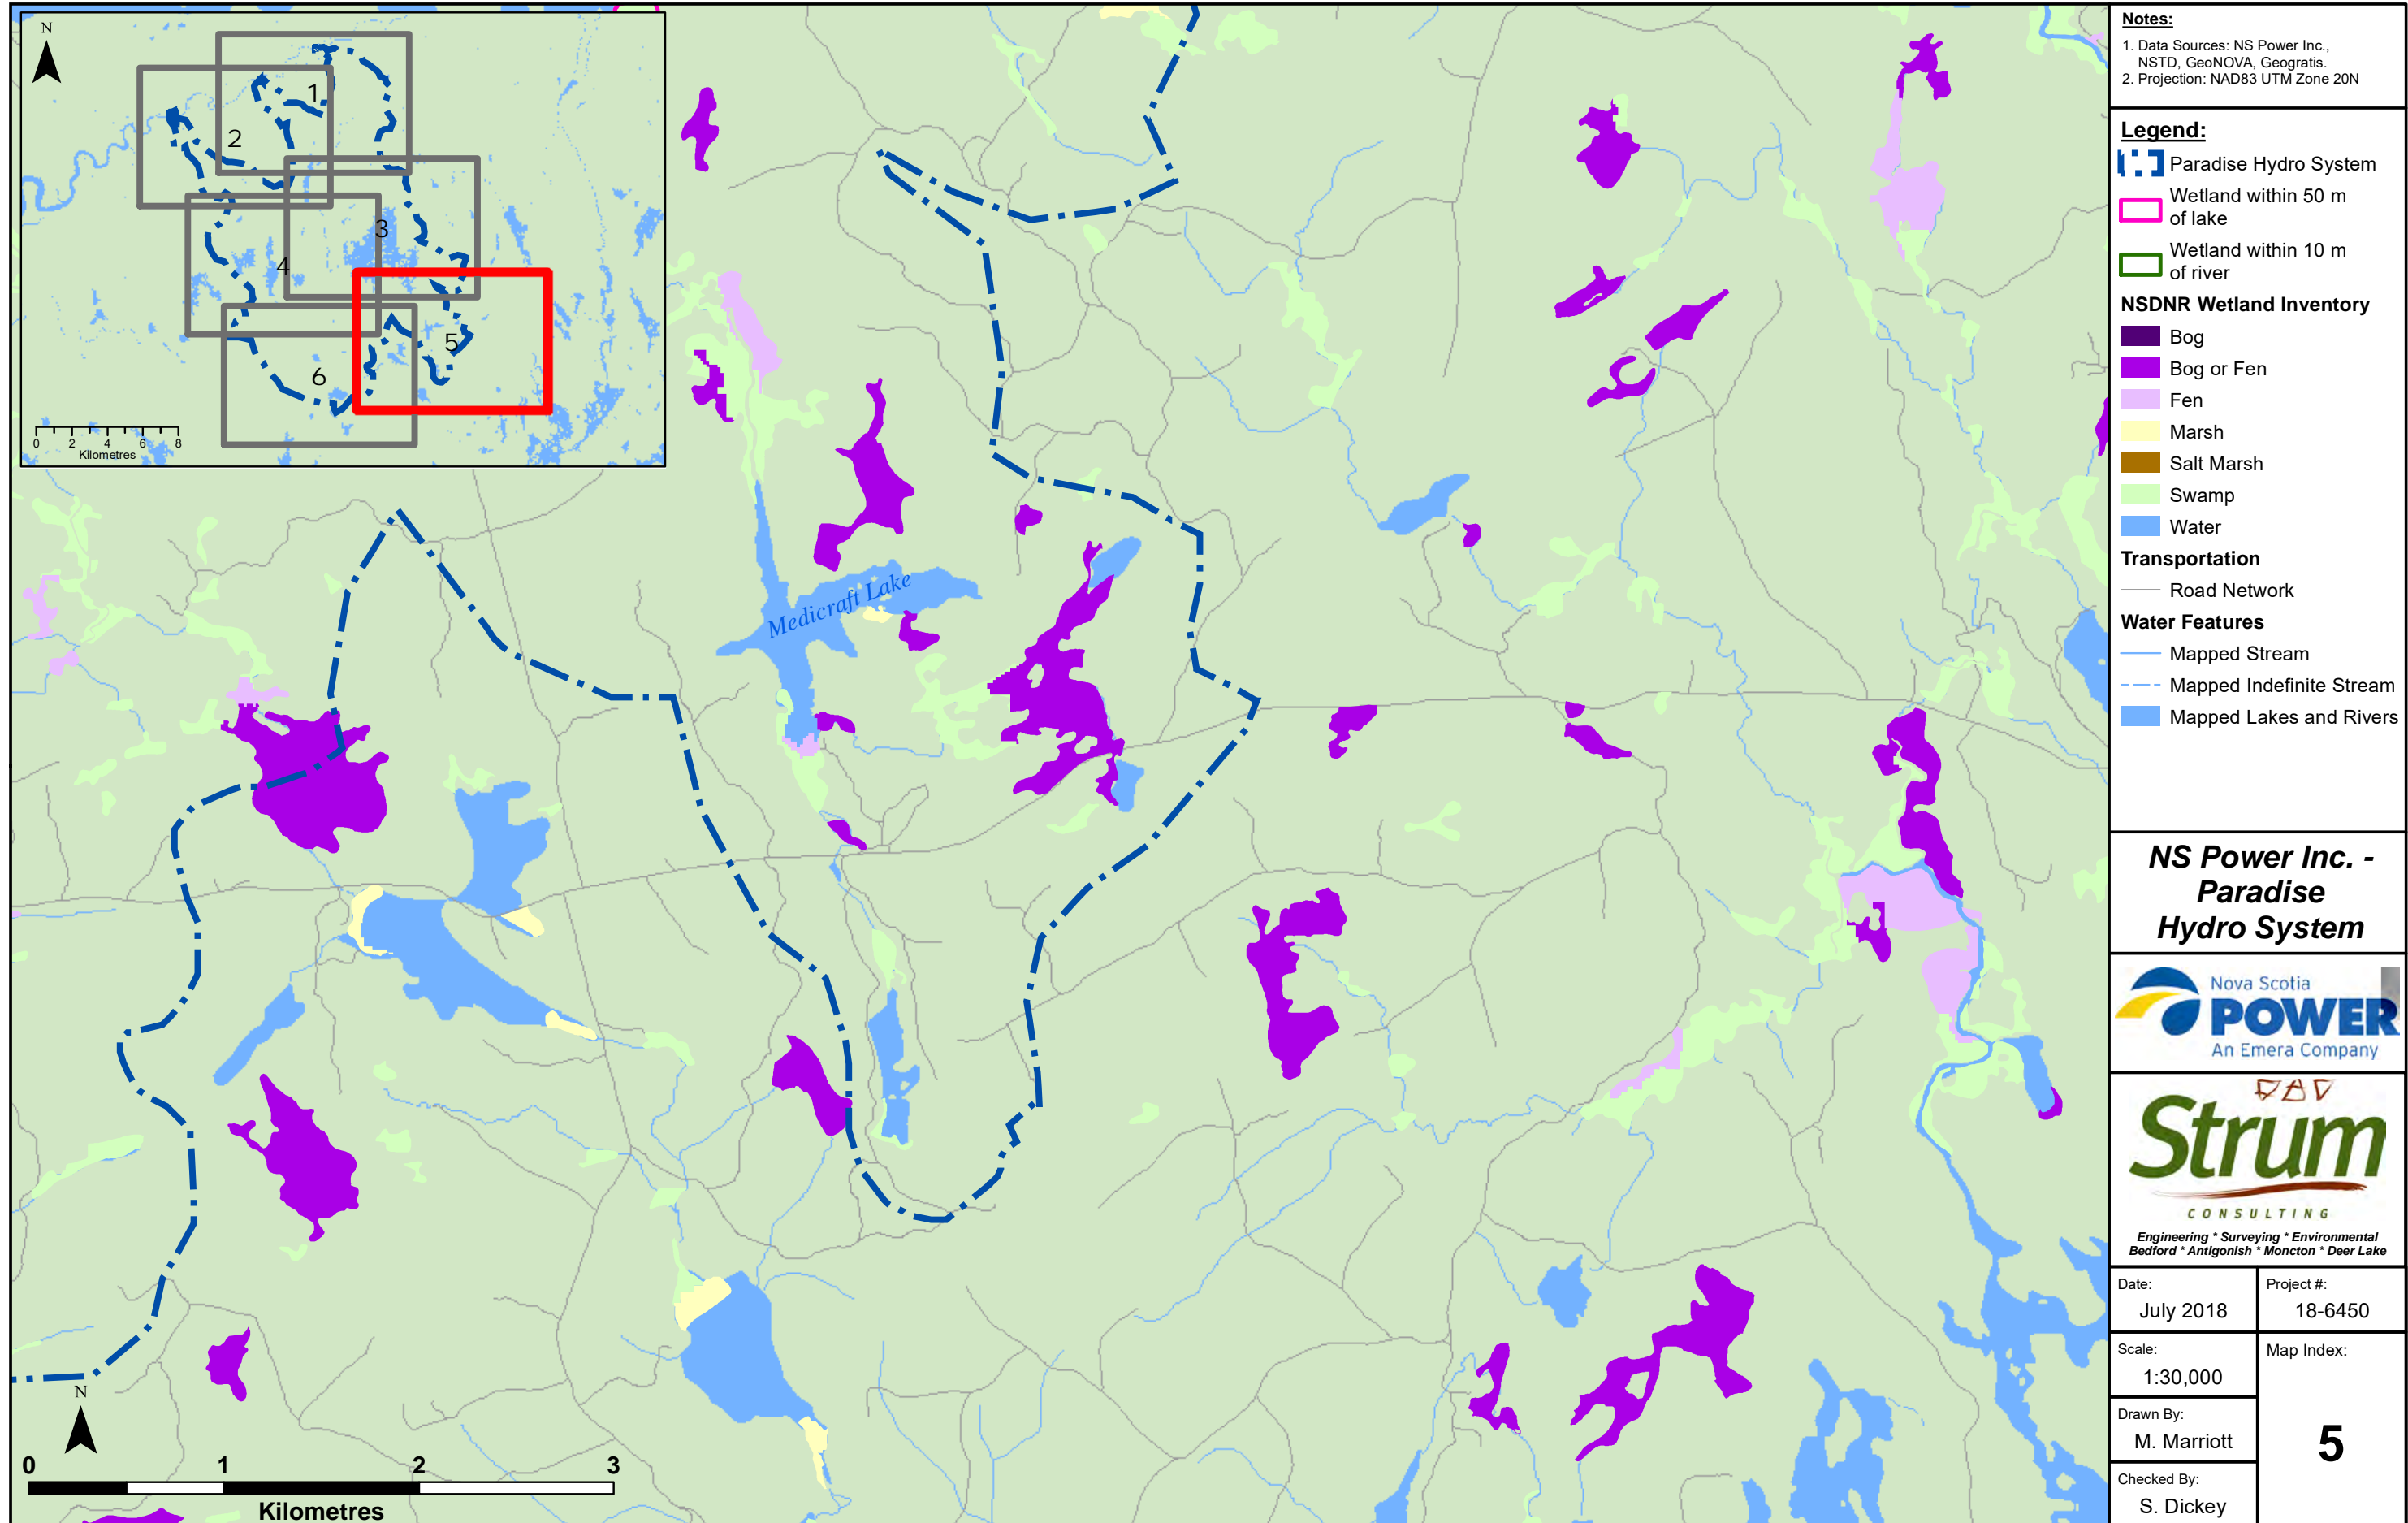 N
1
2
3
4
5
6
0 2 4 6 8
Kilometres
Medicraft Lake
N
0 1 2 3
Kilometres
Notes:
1. Data Sources: NS Power Inc.,
NSTD, GeoNOVA, Geogratis.
2. Projection: NAD83 UTM Zone 20N
Legend:
Paradise Hydro System
Wetland within 50 m
of lake
Wetland within 10 m
of river
NSDNR Wetland Inventory
Bog
Bog or Fen
Fen
Marsh
Salt Marsh
Swamp
Water
Transportation
Road Network
Water Features
Mapped Stream
Mapped Indefinite Stream
Mapped Lakes and Rivers
NS Power Inc. -
Paradise
Hydro System
Nova Scotia
POWER
An Emera Company
Strum
CONSULTING
Engineering * Surveying * Environmental
Bedford * Antigonish * Moncton * Deer Lake
Date:
July 2018
Project #:
18-6450
Scale:
1:30,000
Map Index:
5
Drawn By:
M. Marriott
Checked By:
S. Dickey